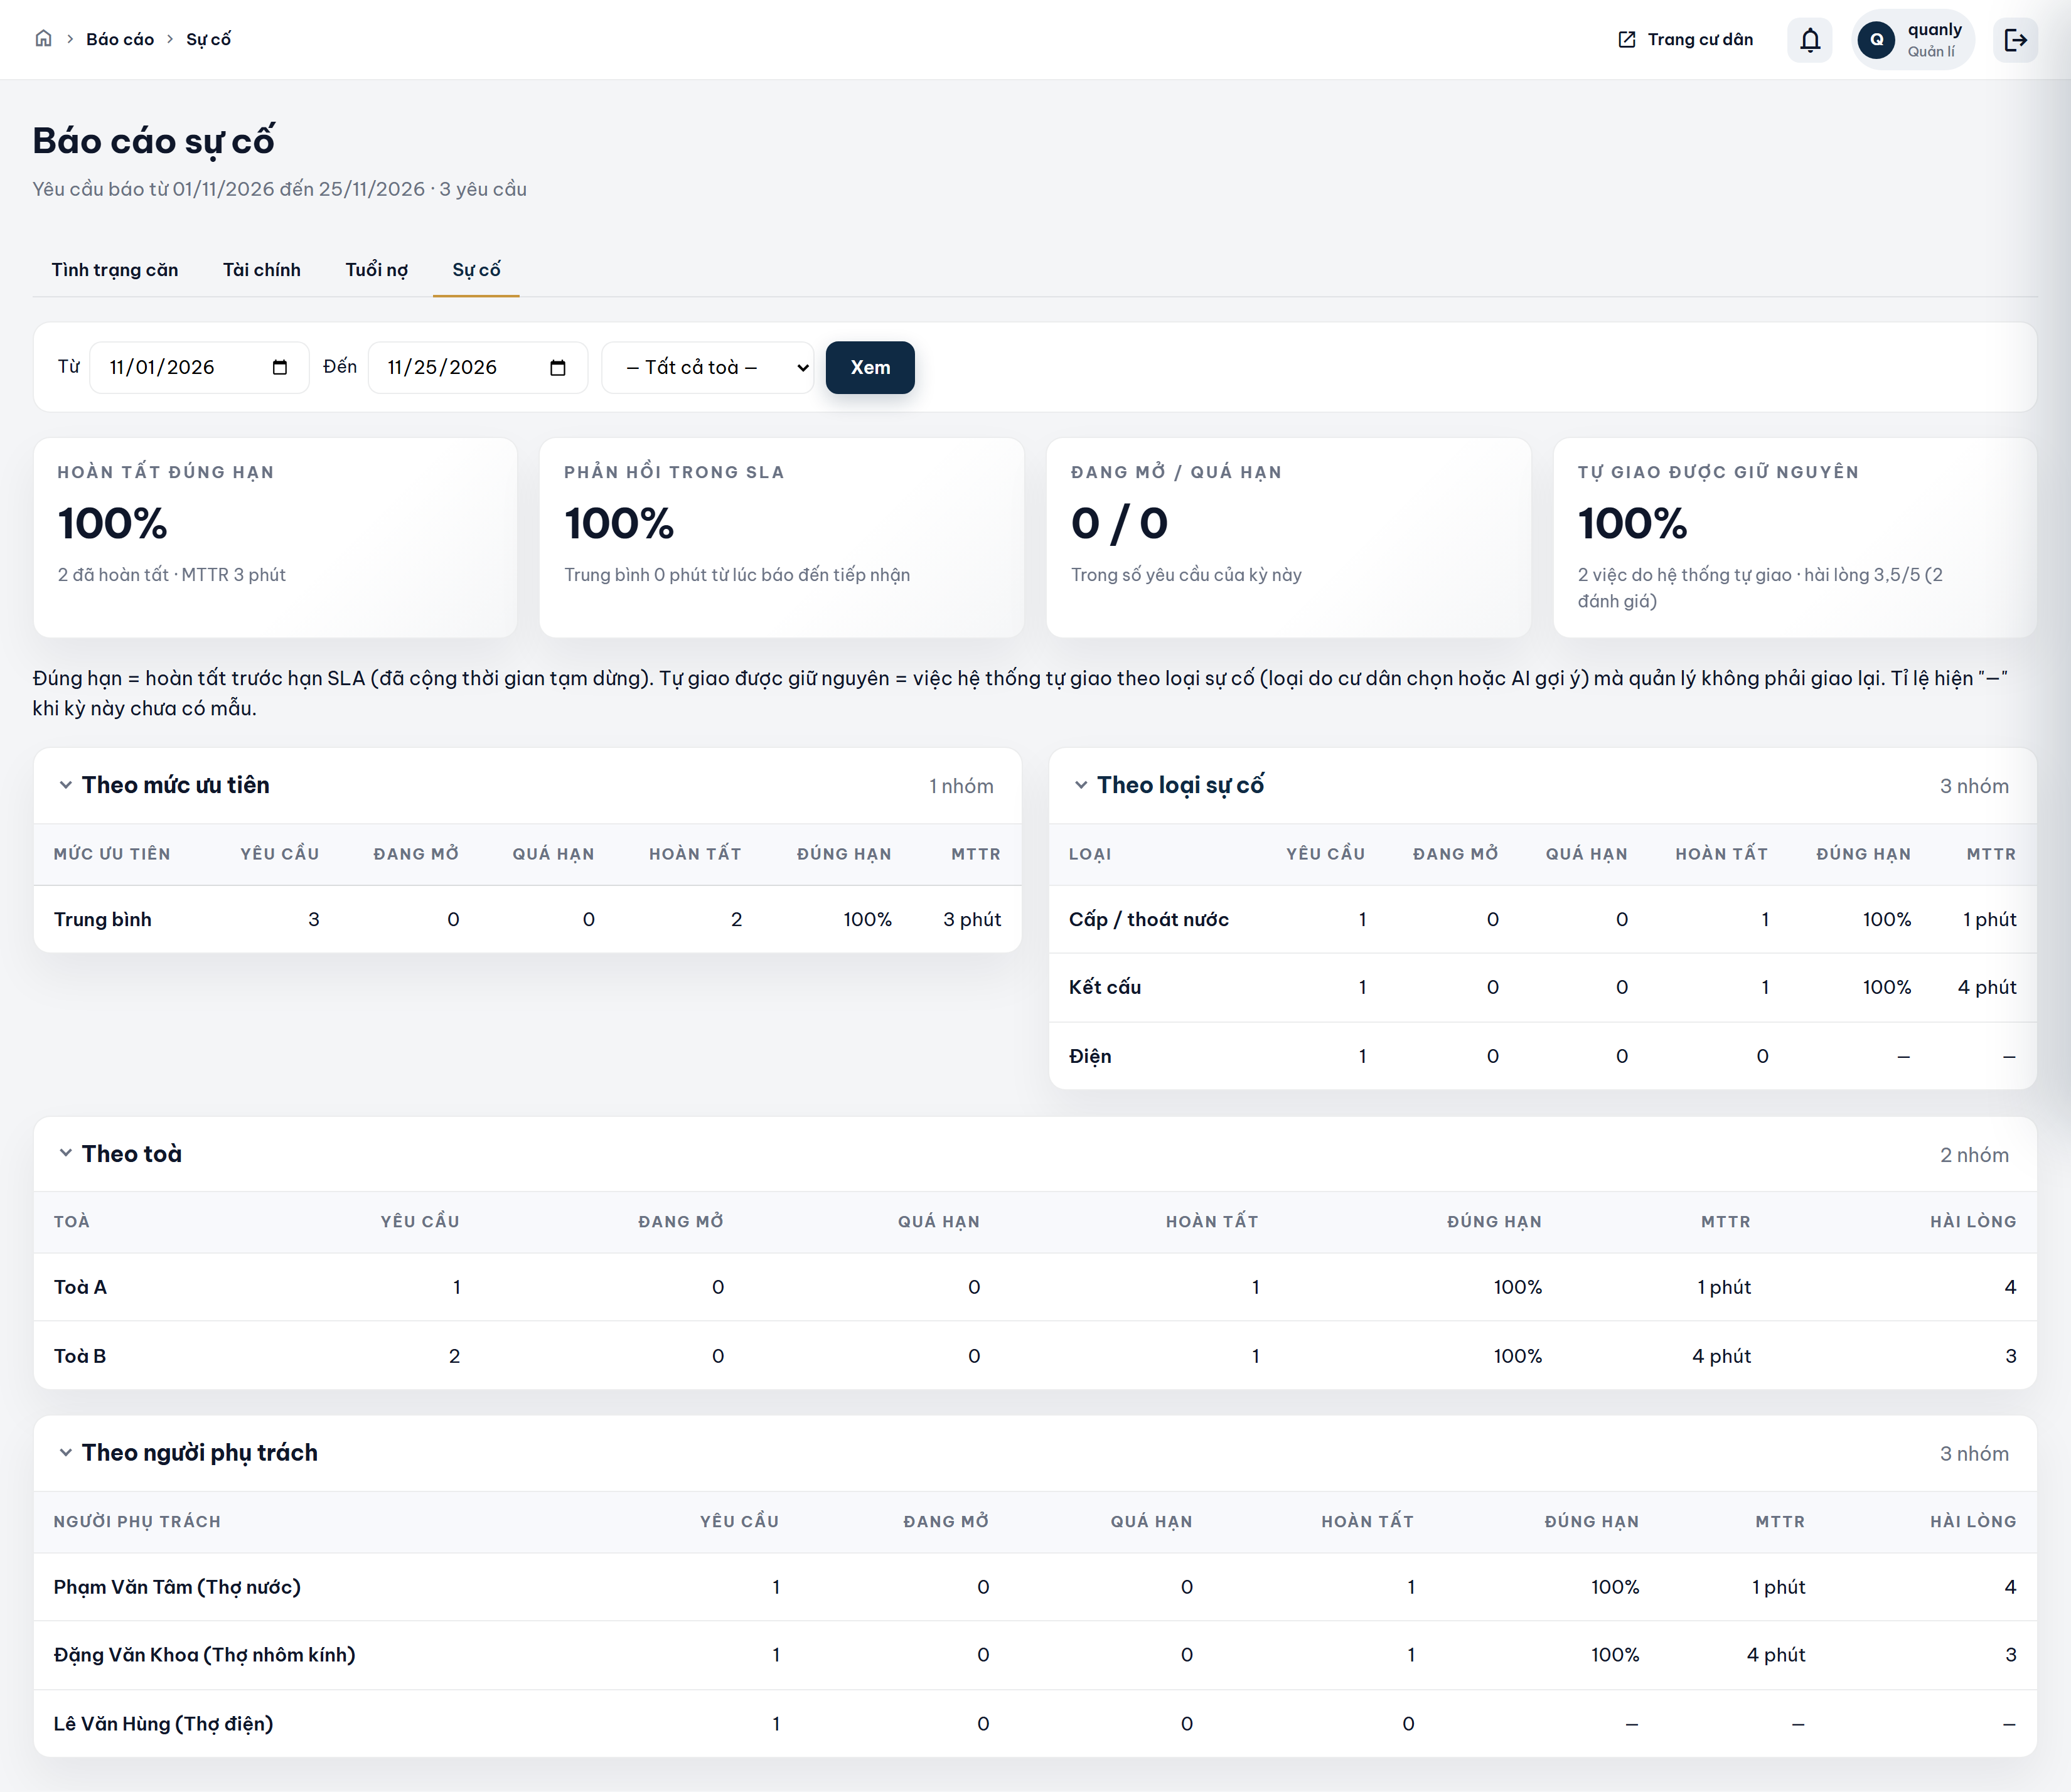 Báo cáo > Sự cố
Trang cư dân
Q
quanly
Quản lí
Báo cáo sự cố
Yêu cầu báo từ 01/11/2026 đến 25/11/2026 · 3 yêu cầu
Tình trạng căn Tài chính Tuổi nợ Sự cố
Từ 11/01/2026 Đến 11/25/2026 — Tất cả toà — Xem
HOÀN TẤT ĐÚNG HẠN
100%
2 đã hoàn tất · MTTR 3 phút
PHẢN HỒI TRONG SLA
100%
Trung bình 0 phút từ lúc báo đến tiếp nhận
ĐANG MỞ / QUÁ HẠN
0 / 0
Trong số yêu cầu của kỳ này
TỰ GIAO ĐƯỢC GIỮ NGUYÊN
100%
2 việc do hệ thống tự giao · hài lòng 3,5/5 (2
đánh giá)
Đúng hạn = hoàn tất trước hạn SLA (đã cộng thời gian tạm dừng). Tự giao được giữ nguyên = việc hệ thống tự giao theo loại sự cố (loại do cư dân chọn hoặc AI gợi ý) mà quản lý không phải giao lại. Tỉ lệ hiện "—"
khi kỳ này chưa có mẫu.
Theo mức ưu tiên 1 nhóm
MỨC ƯU TIÊN YÊU CẦU ĐANG MỞ QUÁ HẠN HOÀN TẤT ĐÚNG HẠN MTTR
Trung bình 3 0 0 2 100% 3 phút
Theo loại sự cố 3 nhóm
LOẠI YÊU CẦU ĐANG MỞ QUÁ HẠN HOÀN TẤT ĐÚNG HẠN MTTR
Cấp / thoát nước 1 0 0 1 100% 1 phút
Kết cấu 1 0 0 1 100% 4 phút
Điện 1 0 0 0 — —
Theo toà 2 nhóm
TOÀ YÊU CẦU ĐANG MỞ QUÁ HẠN HOÀN TẤT ĐÚNG HẠN MTTR HÀI LÒNG
Toà A 1 0 0 1 100% 1 phút 4
Toà B 2 0 0 1 100% 4 phút 3
Theo người phụ trách 3 nhóm
NGƯỜI PHỤ TRÁCH YÊU CẦU ĐANG MỞ QUÁ HẠN HOÀN TẤT ĐÚNG HẠN MTTR HÀI LÒNG
Phạm Văn Tâm (Thợ nước) 1 0 0 1 100% 1 phút 4
Đặng Văn Khoa (Thợ nhôm kính) 1 0 0 1 100% 4 phút 3
Lê Văn Hùng (Thợ điện) 1 0 0 0 — — —